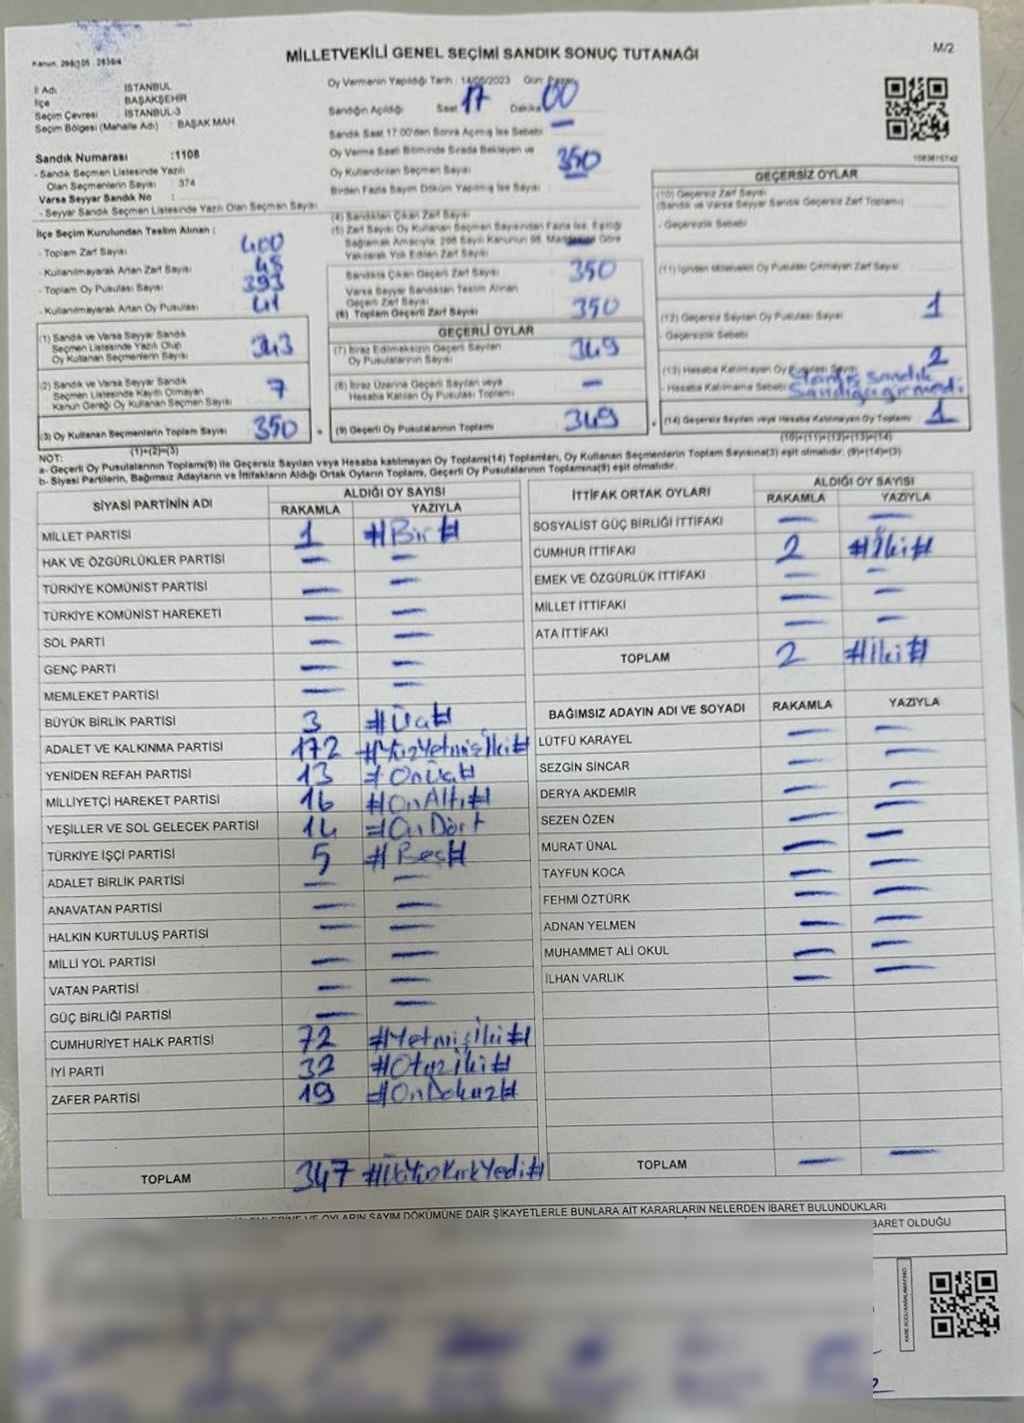 MİLLETVEKİLİ GENEL SEÇİMİ SANDIK SONUÇ TUTANAĞI
M/2
İl Adı İSTANBUL
İlçe BAŞAKŞEHİR
Seçim Çevresi : İSTANBUL-3
Seçim Bölgesi (Mahalle Adı) : BAŞAK MAH.
Sandık Numarası :1108
- Sandık Seçmen Listesinde Yazılı
Olan Seçmenlerin Sayısı : 374
Varsa Seyyar Sandık No :
- Seyyar Sandık Seçmen Listesinde Yazılı Olan Seçmen Sayısı
Oy Vermenin Yapıldığı Tarih : 14/05/2023 Gün: Pazar
Sandığın Açıldığı Saat 17 Dakika 00
Sandık Saat 17.00'den Sonra Açılmış İse Sebebi —
Oy Verme Saati Bitiminde Sırada Bekleyen ve
Oy Kullandırılan Seçmen Sayısı 350
Birden Fazla Sayım Döküm Yapılmış İse Sayısı :
İlçe Seçim Kurulundan Teslim Alınan :
- Toplam Zarf Sayısı 400
- Kullanılmayarak Artan Zarf Sayısı 45
- Toplam Oy Pusulası Sayısı 393
- Kullanılmayarak Artan Oy Pusulası 41
(1) Sandık ve Varsa Seyyar Sandık
Seçmen Listesinde Yazılı Olup
Oy Kullanan Seçmenlerin Sayısı 343
(2) Sandık ve Varsa Seyyar Sandık
Seçmen Listesinde Kayıtlı Olmayan
Kanun Gereği Oy Kullanan Seçmen Sayısı 7
(3) Oy Kullanan Seçmenlerin Toplam Sayısı 350
(1)+(2)=(3)
(4) Sandıktan Çıkan Zarf Sayısı
(5) Zarf Sayısı Oy Kullanan Seçmen Sayısından Fazla İse, Eşitliği
Sağlamak Amacıyla, 298 Sayılı Kanunun 98. Maddesine Göre
Yakılarak Yok Edilen Zarf Sayısı
Sandıkta Çıkan Geçerli Zarf Sayısı 350
Varsa Seyyar Sandıktan Teslim Alınan
Geçerli Zarf Sayısı
(6) Toplam Geçerli Zarf Sayısı 350
GEÇERLİ OYLAR
(7) İtiraz Edilmeksizin Geçerli Sayılan
Oy Pusulalarının Sayısı 349
(8) İtiraz Üzerine Geçerli Sayılan veya
Hesaba Katılan Oy Pusulası Toplamı —
(9) Geçerli Oy Pusulalarının Toplamı 349
GEÇERSİZ OYLAR
(10) Geçersiz Zarf Sayısı
(Sandık ve Varsa Seyyar Sandık Geçersiz Zarf Toplamı)
- Geçersizlik Sebebi
(11) İçinden Milletvekili Oy Pusulası Çıkmayan Zarf Sayısı
(12) Geçersiz Sayılan Oy Pusulası Sayısı 1
- Geçersizlik Sebebi
(13) Hesaba Katılmayan Oy Pusulası Sayısı 2
- Hesaba Katılmama Sebebi
(14) Geçersiz Sayılan veya Hesaba Katılmayan Oy Toplamı 1
(10)+(11)+(12)+(13)=(14)
NOT:
a- Geçerli Oy Pusulalarının Toplamı(9) ile Geçersiz Sayılan veya Hesaba katılmayan Oy Toplamı(14) Toplamları, Oy Kullanan Seçmenlerin Toplam Sayısına(3) eşit olmalıdır. (9)+(14)=(3)
b- Siyasi Partilerin, Bağımsız Adayların ve İttifakların Aldığı Ortak Oyların Toplamı, Geçerli Oy Pusulalarının Toplamına(9) eşit olmalıdır.
SİYASİ PARTİNİN ADI ALDIĞI OY SAYISI
RAKAMLA YAZIYLA
MİLLET PARTİSİ 1 #Bir#
HAK VE ÖZGÜRLÜKLER PARTİSİ — —
TÜRKİYE KOMÜNİST PARTİSİ — —
TÜRKİYE KOMÜNİST HAREKETİ — —
SOL PARTİ — —
GENÇ PARTİ — —
MEMLEKET PARTİSİ — —
BÜYÜK BİRLİK PARTİSİ 3 #Üç#
ADALET VE KALKINMA PARTİSİ 172 #YüzYetmişİki#
YENİDEN REFAH PARTİSİ 13 #OnÜç#
MİLLİYETÇİ HAREKET PARTİSİ 16 #OnAltı#
YEŞİLLER VE SOL GELECEK PARTİSİ 14 #OnDört
TÜRKİYE İŞÇİ PARTİSİ 5 #Beş#
ADALET BİRLİK PARTİSİ — —
ANAVATAN PARTİSİ — —
HALKIN KURTULUŞ PARTİSİ — —
MİLLİ YOL PARTİSİ — —
VATAN PARTİSİ — —
GÜÇ BİRLİĞİ PARTİSİ — —
CUMHURİYET HALK PARTİSİ 72 #Yetmişİki#
İYİ PARTİ 32 #Otuzİki#
ZAFER PARTİSİ 19 #OnDokuz#
TOPLAM 347 #ÜçYüzKırkYedi#
İTTİFAK ORTAK OYLARI ALDIĞI OY SAYISI
RAKAMLA YAZIYLA
SOSYALİST GÜÇ BİRLİĞİ İTTİFAKI — —
CUMHUR İTTİFAKI 2 #İki#
EMEK VE ÖZGÜRLÜK İTTİFAKI — —
MİLLET İTTİFAKI — —
ATA İTTİFAKI — —
TOPLAM 2 #İki#
BAĞIMSIZ ADAYIN ADI VE SOYADI RAKAMLA YAZIYLA
LÜTFÜ KARAYEL — —
SEZGİN SİNCAR — —
DERYA AKDEMİR — —
SEZEN ÖZEN — —
MURAT ÜNAL — —
TAYFUN KOCA — —
FEHMİ ÖZTÜRK — —
ADNAN YELMEN — —
MUHAMMET ALİ OKUL — —
İLHAN VARLIK — —
TOPLAM — —
VE OYLARIN SAYIM DÖKÜMÜNE DAİR ŞİKAYETLERLE BUNLARA AİT KARARLARIN NELERDEN İBARET BULUNDUKLARI
İBARET OLDUĞU